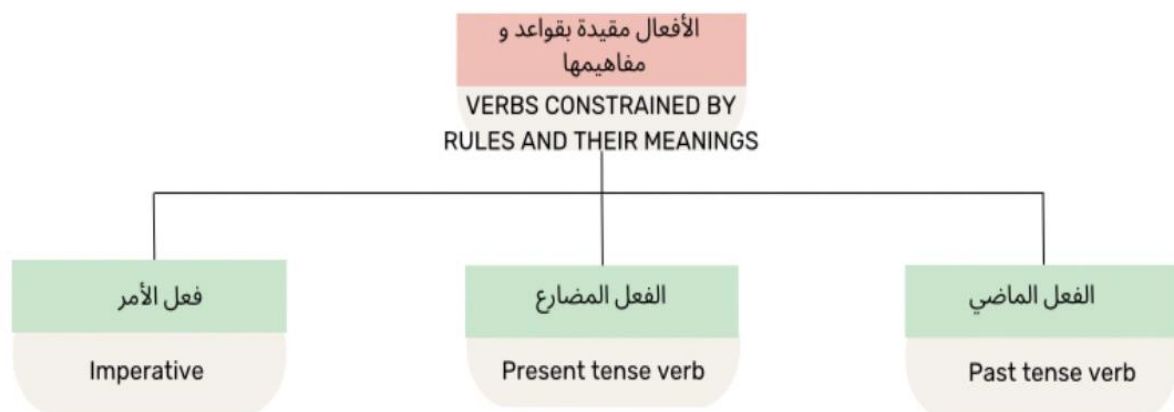 الأفعال مقيدة بقواعد و
مفاهيمها
VERBS CONSTRAINED BY
RULES AND THEIR MEANINGS
فعل الأمر
Imperative
الفعل المضارع
Present tense verb
الفعل الماضي
Past tense verb